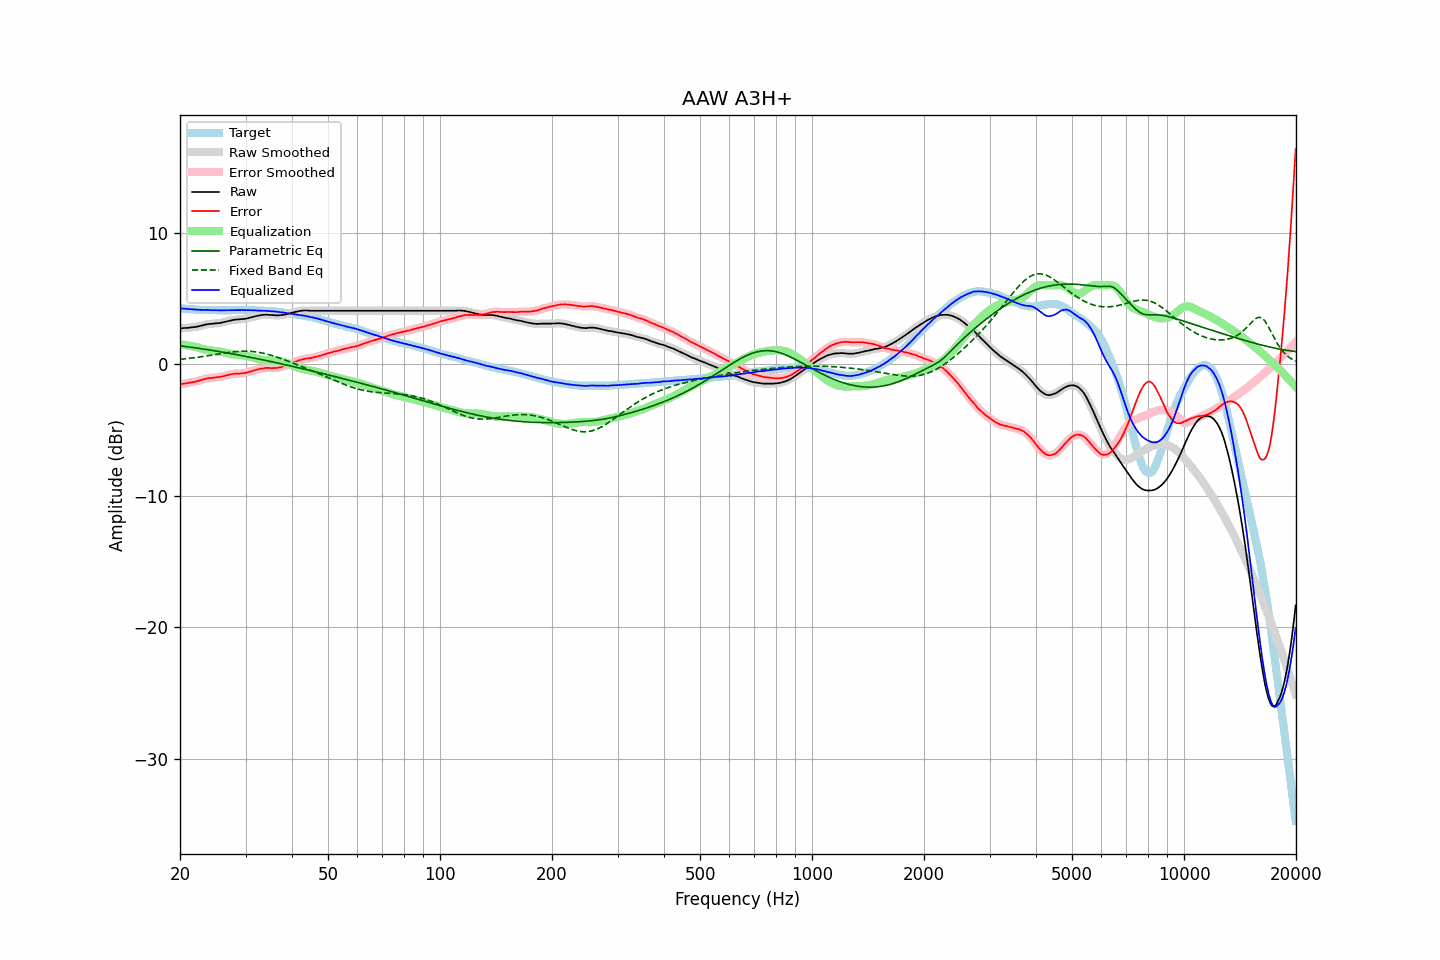 AAW A3H+
Target
Raw Smoothed
Error Smoothed
Raw
Error
Equalization
Parametric Eq
Fixed Band Eq
Equalized
10
0
−10
−20
−30
Amplitude (dBr)
20 50 100 200 500 1000 2000 5000 10000 20000
Frequency (Hz)